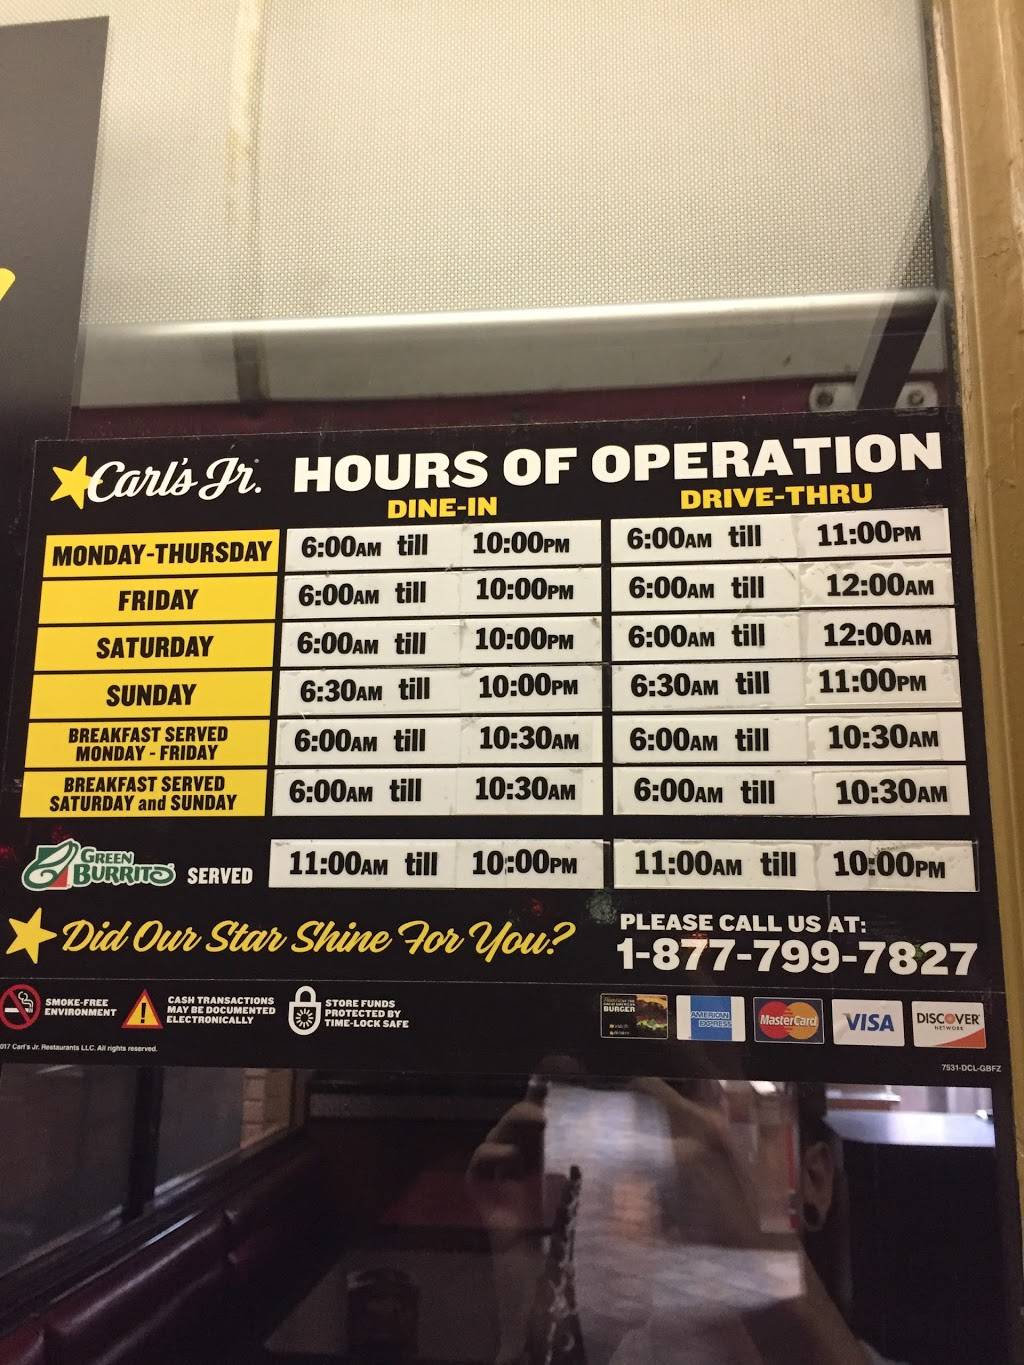 Carl's Jr. HOURS OF OPERATION
DINE-IN DRIVE-THRU
MONDAY-THURSDAY 6:00AM till 10:00PM 6:00AM till 11:00PM
FRIDAY 6:00AM till 10:00PM 6:00AM till 12:00AM
SATURDAY 6:00AM till 10:00PM 6:00AM till 12:00AM
SUNDAY 6:30AM till 10:00PM 6:30AM till 11:00PM
BREAKFAST SERVED
MONDAY - FRIDAY 6:00AM till 10:30AM 6:00AM till 10:30AM
BREAKFAST SERVED
SATURDAY and SUNDAY 6:00AM till 10:30AM 6:00AM till 10:30AM
GREEN
BURRITO SERVED 11:00AM till 10:00PM 11:00AM till 10:00PM
Did Our Star Shine For You?
PLEASE CALL US AT:
1-877-799-7827
SMOKE-FREE
ENVIRONMENT
CASH TRANSACTIONS
MAY BE DOCUMENTED
ELECTRONICALLY
STORE FUNDS
PROTECTED BY
TIME-LOCK SAFE
BURGER
AMERICAN
EXPRESS
MasterCard
VISA
DISCOVER
NETWORK
017 Carl's Jr. Restaurants LLC. All rights reserved.
7531-DCL-GBFZ